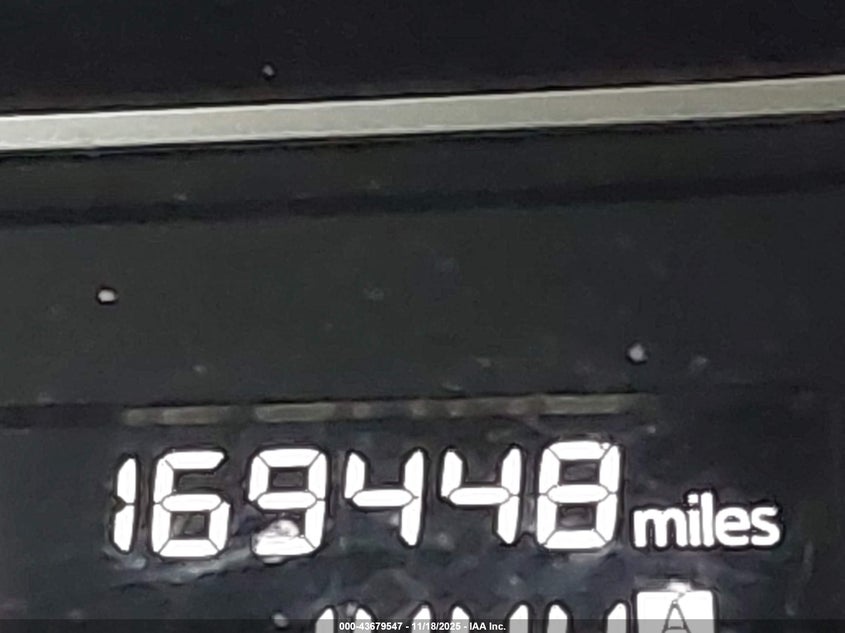 169448 miles
A
000-43679547 - 11/18/2025 - IAA Inc.